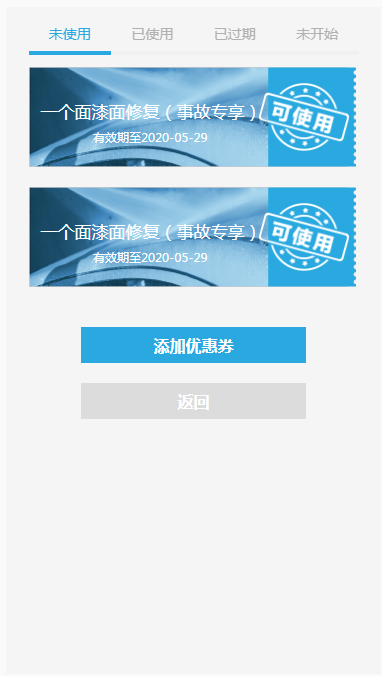 未使用 已使用 已过期 未开始
一个面漆面修复（事故专享）
有效期至2020-05-29
可使用
一个面漆面修复（事故专享）
有效期至2020-05-29
可使用
添加优惠券
返回